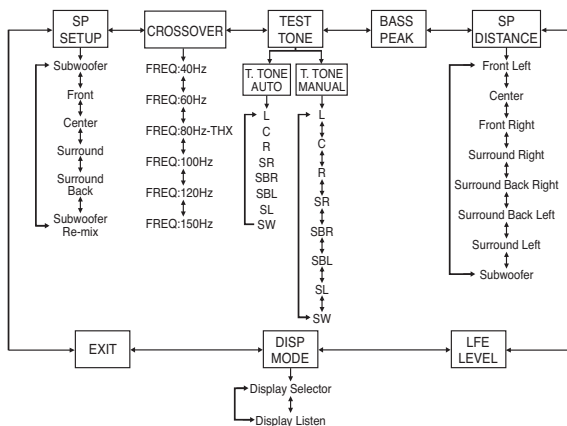 SP
SETUP
CROSSOVER
TEST
TONE
BASS
PEAK
SP
DISTANCE
Subwoofer
Front
Center
Surround
Surround
Back
Subwoofer
Re-mix
FREQ:40Hz
FREQ:60Hz
FREQ:80Hz-THX
FREQ:100Hz
FREQ:120Hz
FREQ:150Hz
T. TONE
AUTO
L
C
R
SR
SBR
SBL
SL
SW
T. TONE
MANUAL
L
C
R
SR
SBR
SBL
SL
SW
Front Left
Center
Front Right
Surround Right
Surround Back Right
Surround Back Left
Surround Left
Subwoofer
EXIT
DISP
MODE
LFE
LEVEL
Display Selector
Display Listen